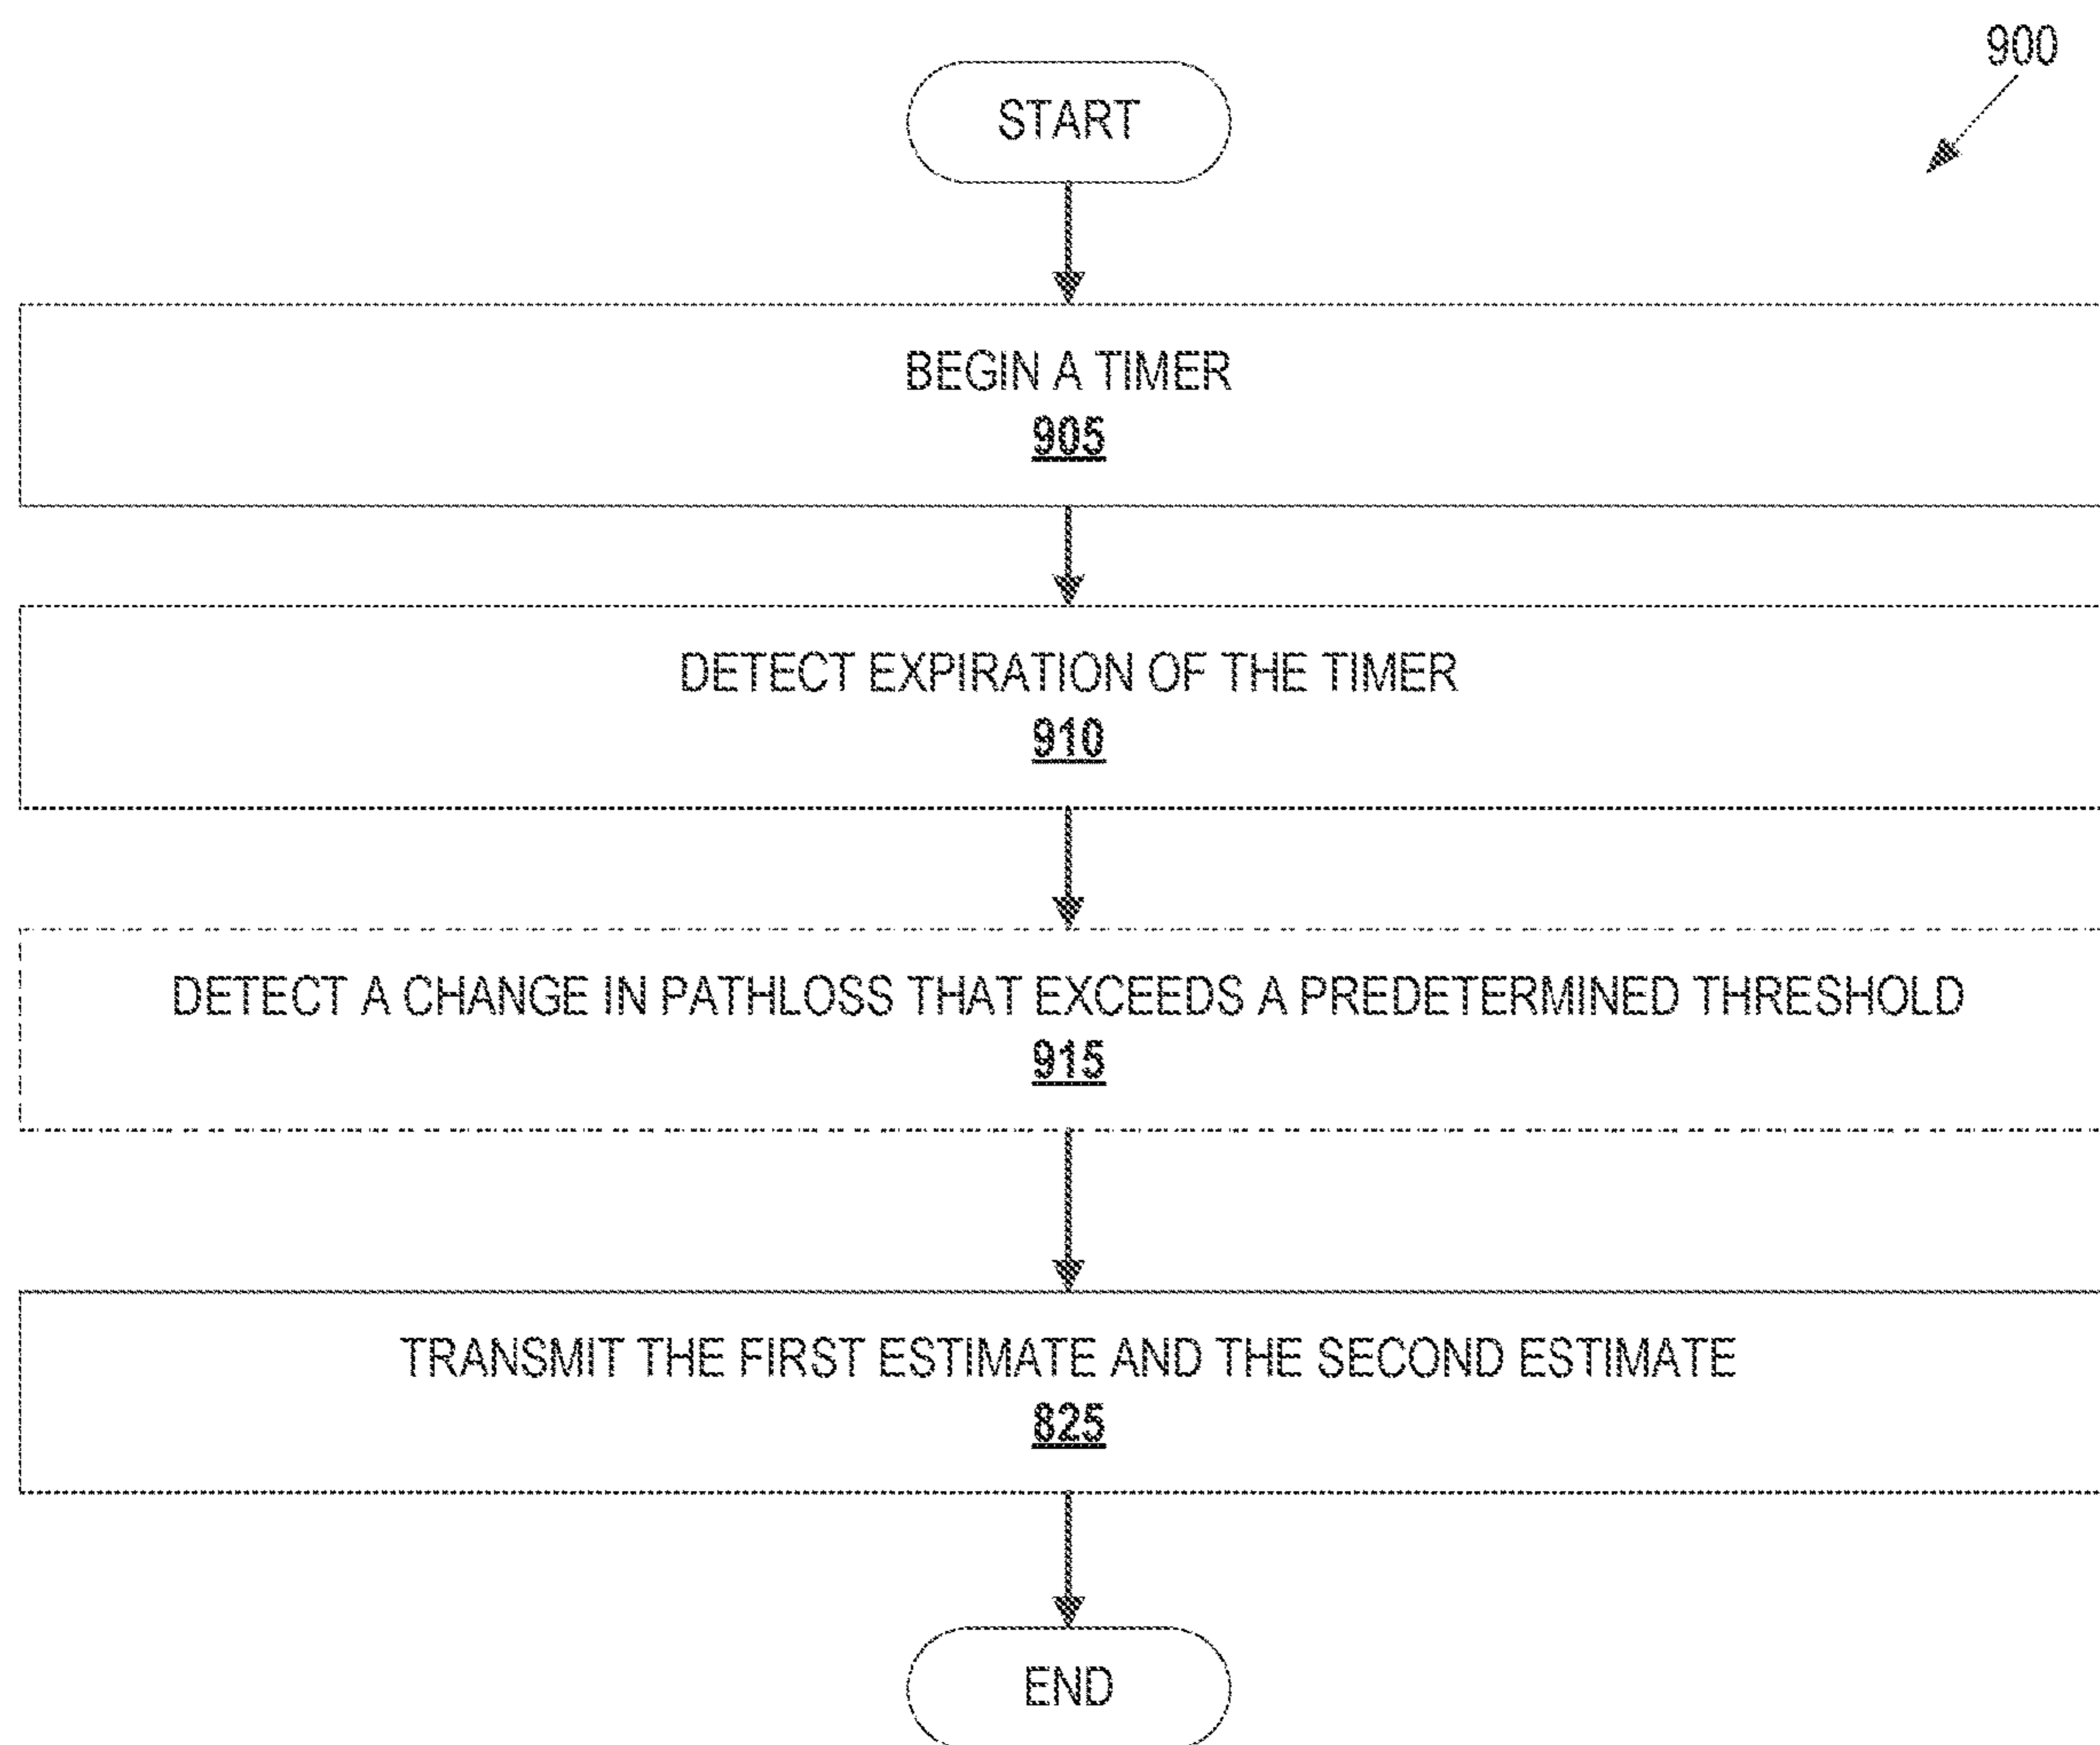 900
START
BEGIN A TIMER
905
DETECT EXPIRATION OF THE TIMER
910
DETECT A CHANGE IN PATHLOSS THAT EXCEEDS A PREDETERMINED THRESHOLD
915
TRANSMIT THE FIRST ESTIMATE AND THE SECOND ESTIMATE
825
END